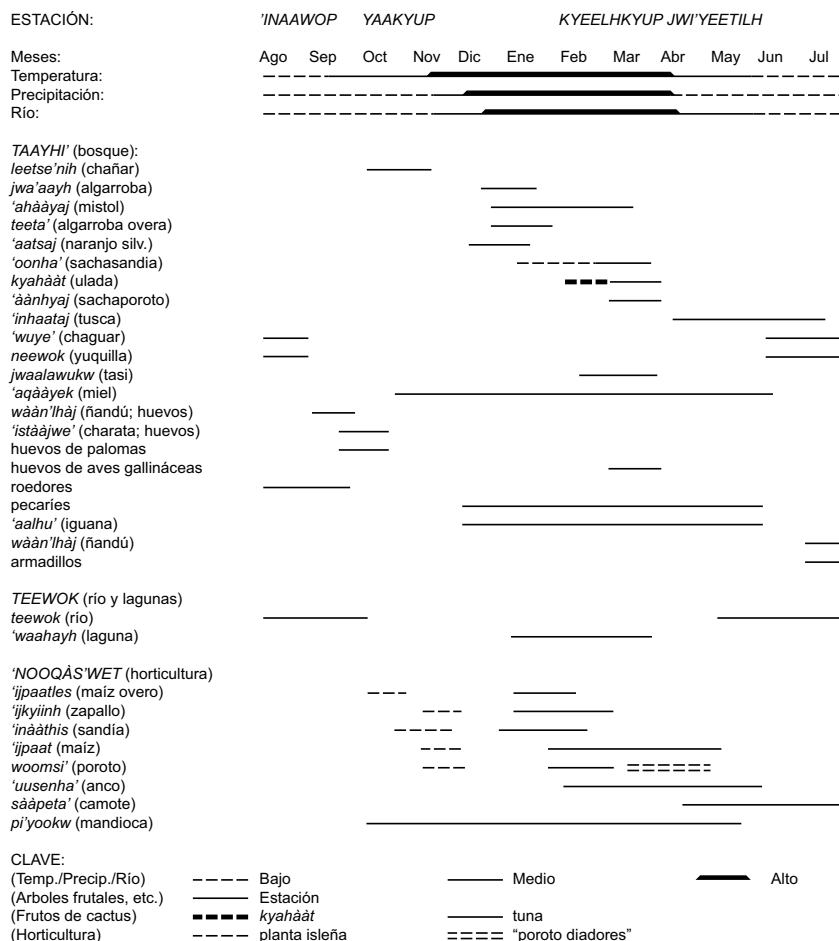 ESTACIÓN: 'INAAWOP YAAKYUP KYEELHKYUP JWI'YEETILH
Meses: Ago Sep Oct Nov Dic Ene Feb Mar Abr May Jun Jul
Temperatura:
Precipitación:
Río:
TAAYHI' (bosque):
leetse'nih (chañar)
jwa'aayh (algarroba)
'ahààyaj (mistol)
teeta' (algarroba overa)
'aatsaj (naranjo silv.)
'oonha' (sachasandia)
kyahààt (ulada)
'àànhyaj (sachaporoto)
'inhaataj (tusca)
'wuye' (chaguar)
neewok (yuquilla)
jwaalawukw (tasi)
'aqààyek (miel)
wààn'lhàj (ñandú; huevos)
'istààjwe' (charata; huevos)
huevos de palomas
huevos de aves gallináceas
roedores
pecaríes
'aalhu' (iguana)
wààn'lhàj (ñandú)
armadillos
TEEWOK (río y lagunas)
teewok (río)
'waahayh (laguna)
'NOOQÀS'WET (horticultura)
'ijpaatles (maíz overo)
'ijkyiinh (zapallo)
'inààthis (sandía)
'ijpaat (maíz)
woomsi' (poroto)
'uusenha' (anco)
sààpeta' (camote)
pi'yookw (mandioca)
CLAVE:
(Temp./Precip./Río) Bajo Medio Alto
(Arboles frutales, etc.) Estación
(Frutos de cactus) kyahààt tuna
(Horticultura) planta isleña "poroto diadores"